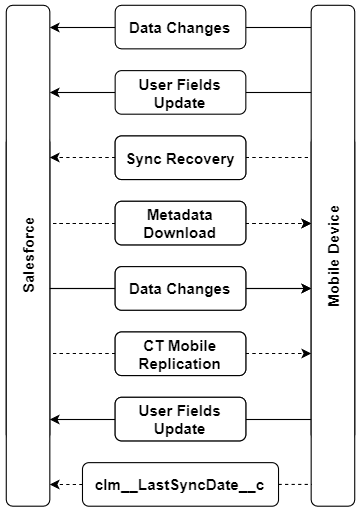 Data Changes
User Fields
Update
Sync Recovery
Metadata
Download
Data Changes
CT Mobile
Replication
User Fields
Update
clm__LastSyncDate__c
Salesforce
Mobile Device